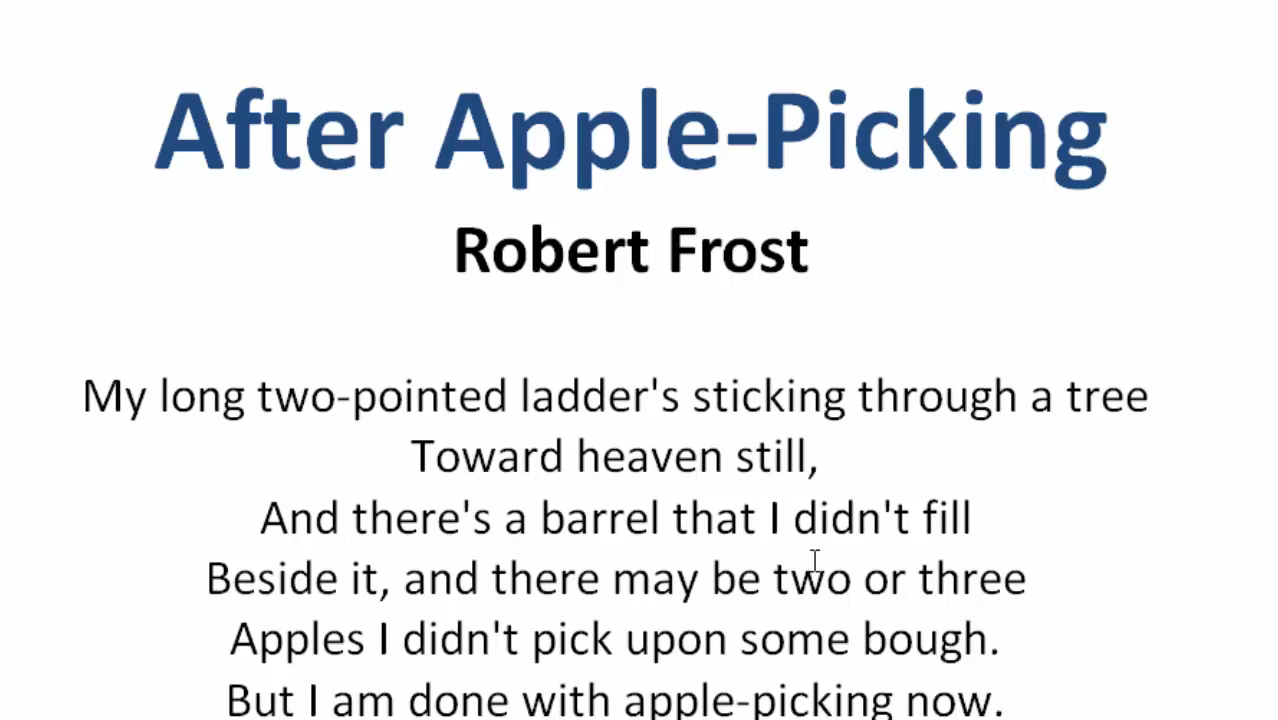 After Apple-Picking
Robert Frost
My long two-pointed ladder's sticking through a tree
Toward heaven still,
And there's a barrel that I didn't fill
Beside it, and there may be two or three
Apples I didn't pick upon some bough.
But I am done with apple-picking now.